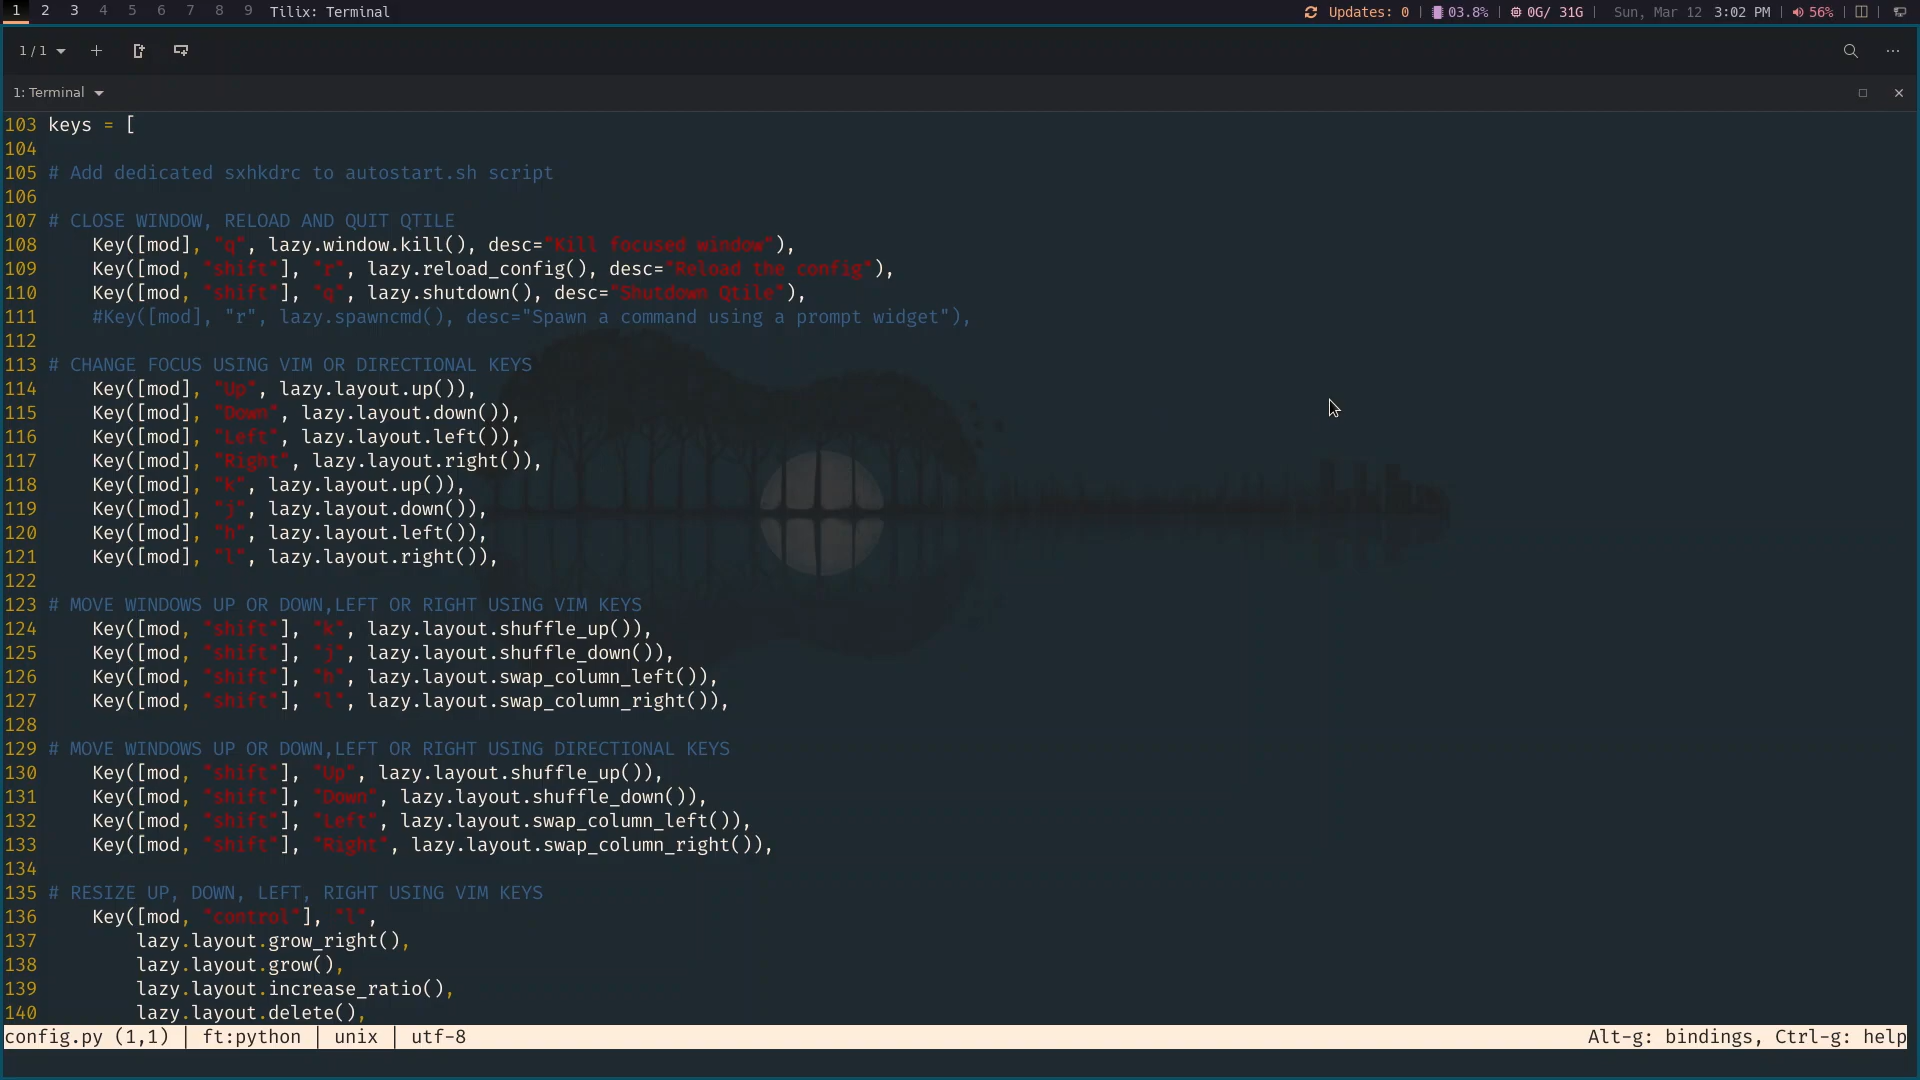 1 2 3 4 5 6 7 8 9 Tilix: Terminal Updates: 0 | 03.8% | 0G/ 31G | Sun, Mar 12 3:02 PM | 56% |
1 / 1
1: Terminal
103 keys = [
104
105 # Add dedicated sxhkdrc to autostart.sh script
106
107 # CLOSE WINDOW, RELOAD AND QUIT QTILE
108     Key([mod], "q", lazy.window.kill(), desc="Kill focused window"),
109     Key([mod, "shift"], "r", lazy.reload_config(), desc="Reload the config"),
110     Key([mod, "shift"], "q", lazy.shutdown(), desc="Shutdown Qtile"),
111     #Key([mod], "r", lazy.spawncmd(), desc="Spawn a command using a prompt widget"),
112
113 # CHANGE FOCUS USING VIM OR DIRECTIONAL KEYS
114     Key([mod], "Up", lazy.layout.up()),
115     Key([mod], "Down", lazy.layout.down()),
116     Key([mod], "Left", lazy.layout.left()),
117     Key([mod], "Right", lazy.layout.right()),
118     Key([mod], "k", lazy.layout.up()),
119     Key([mod], "j", lazy.layout.down()),
120     Key([mod], "h", lazy.layout.left()),
121     Key([mod], "l", lazy.layout.right()),
122
123 # MOVE WINDOWS UP OR DOWN,LEFT OR RIGHT USING VIM KEYS
124     Key([mod, "shift"], "k", lazy.layout.shuffle_up()),
125     Key([mod, "shift"], "j", lazy.layout.shuffle_down()),
126     Key([mod, "shift"], "h", lazy.layout.swap_column_left()),
127     Key([mod, "shift"], "l", lazy.layout.swap_column_right()),
128
129 # MOVE WINDOWS UP OR DOWN,LEFT OR RIGHT USING DIRECTIONAL KEYS
130     Key([mod, "shift"], "Up", lazy.layout.shuffle_up()),
131     Key([mod, "shift"], "Down", lazy.layout.shuffle_down()),
132     Key([mod, "shift"], "Left", lazy.layout.swap_column_left()),
133     Key([mod, "shift"], "Right", lazy.layout.swap_column_right()),
134
135 # RESIZE UP, DOWN, LEFT, RIGHT USING VIM KEYS
136     Key([mod, "control"], "l",
137         lazy.layout.grow_right(),
138         lazy.layout.grow(),
139         lazy.layout.increase_ratio(),
140         lazy.layout.delete(),
config.py (1,1) | ft:python | unix | utf-8 Alt-g: bindings, Ctrl-g: help